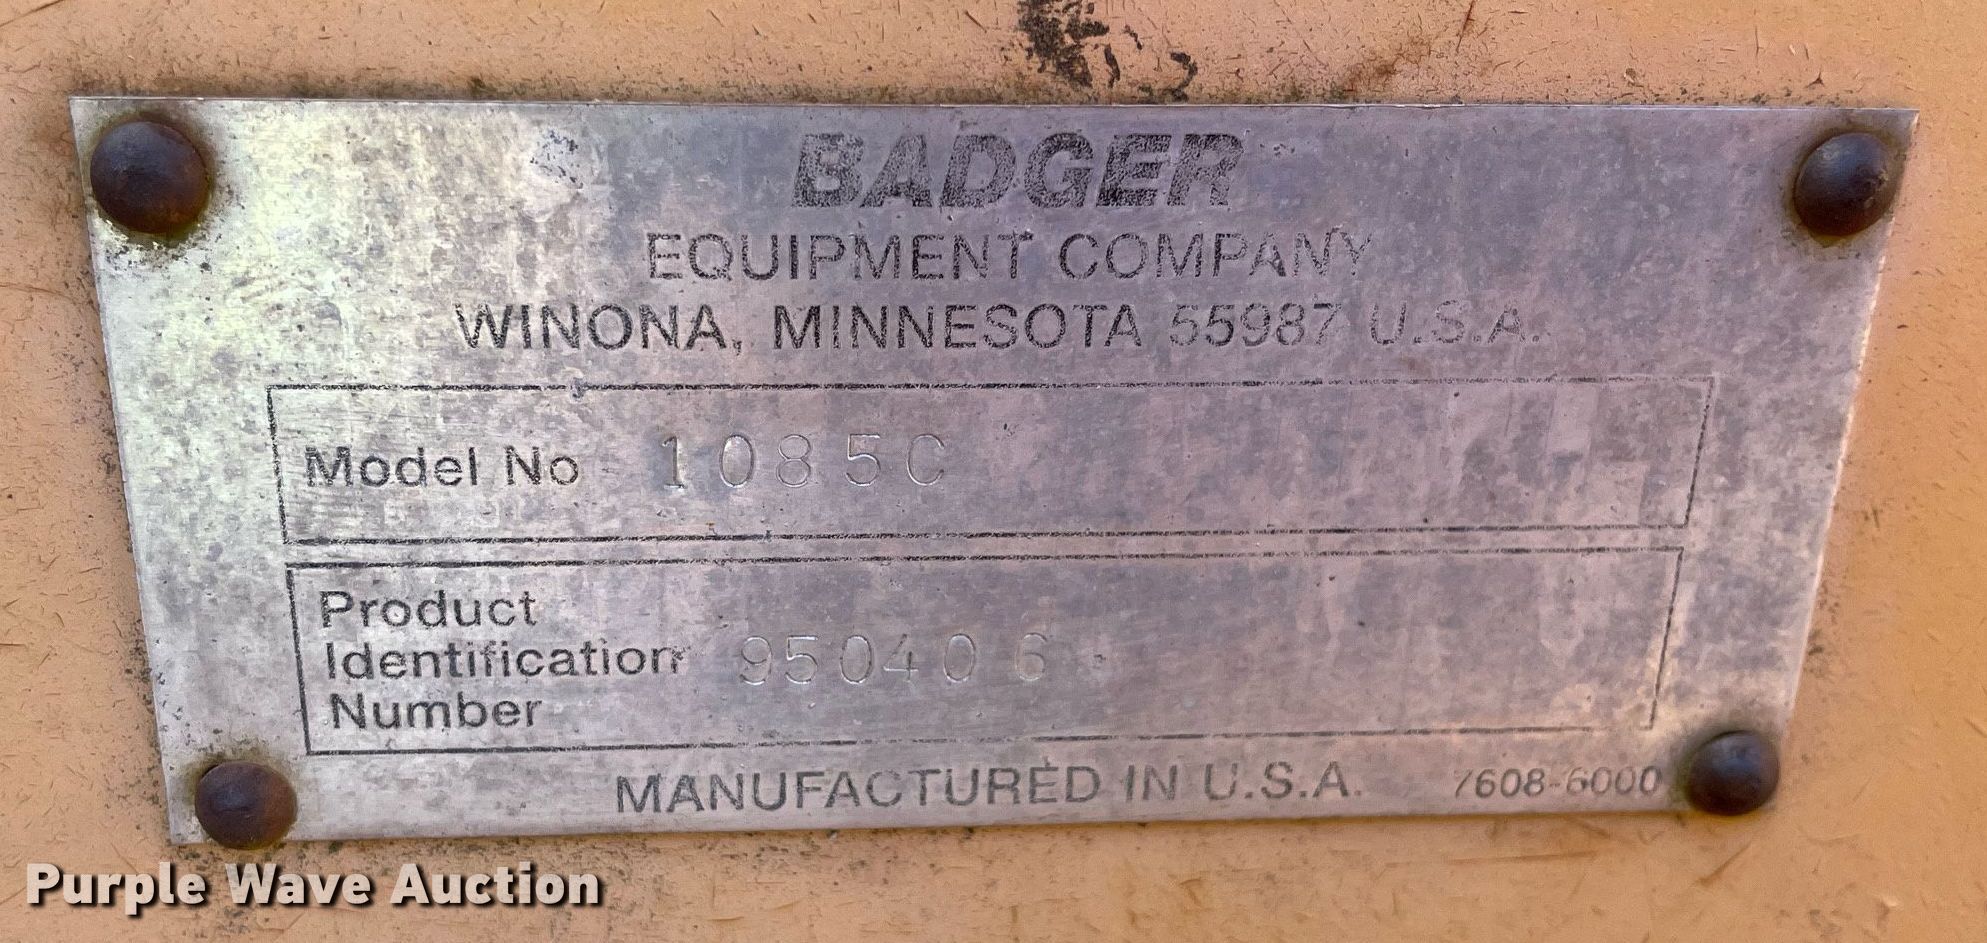 BADGER
EQUIPMENT COMPANY
WINONA, MINNESOTA 55987 U.S.A.
Model No 1085C
Product
Identification 950406
Number
MANUFACTURED IN U.S.A. 7608-6000
Purple Wave Auction